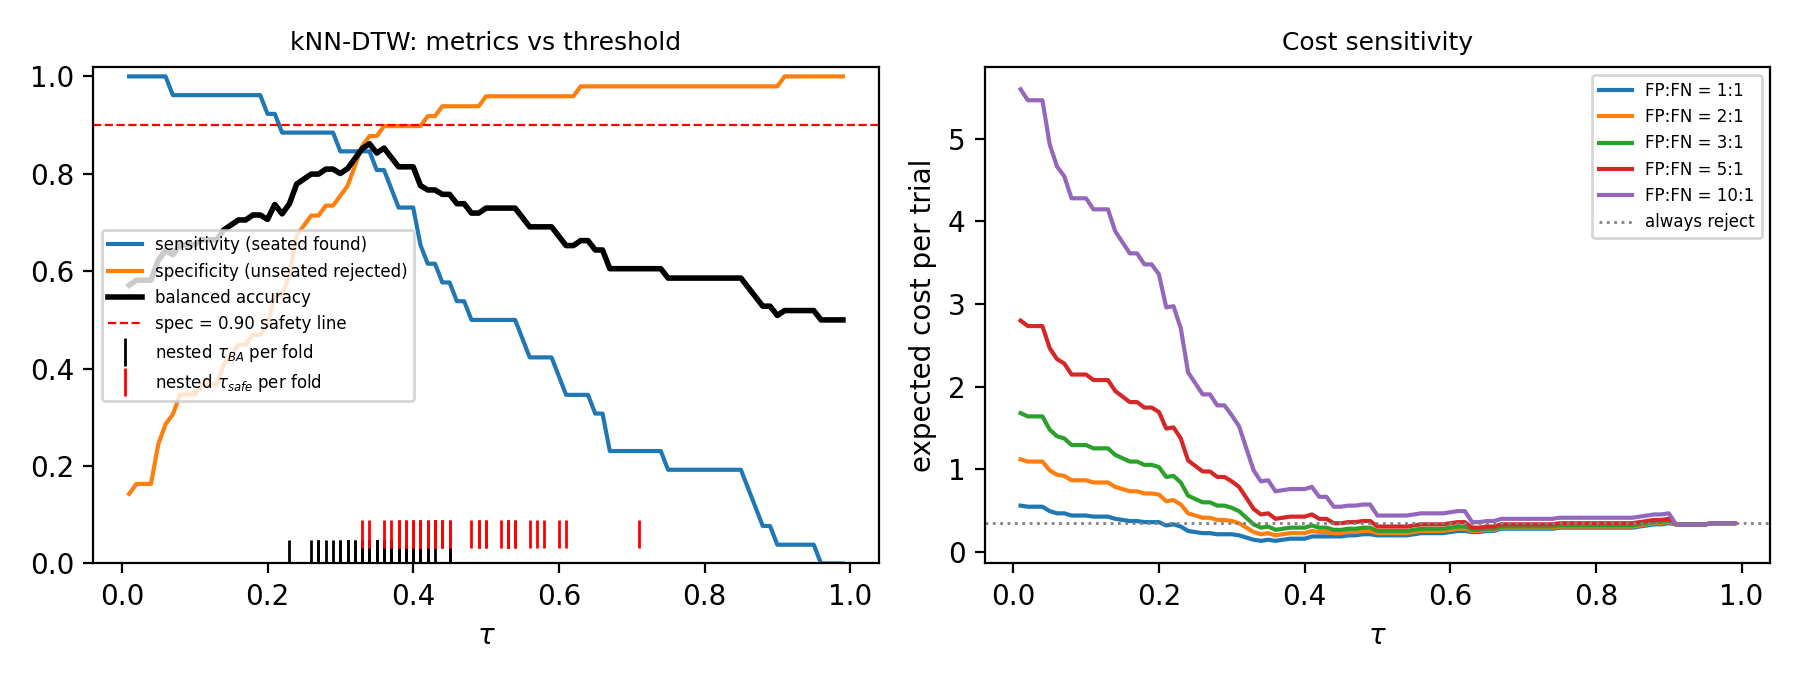 kNN-DTW: metrics vs threshold
1.0
0.8
0.6
0.4
0.2
0.0
sensitivity (seated found)
specificity (unseated rejected)
balanced accuracy
spec = 0.90 safety line
nested τ_BA per fold
nested τ_safe per fold
0.0 0.2 0.4 0.6 0.8 1.0
τ
Cost sensitivity
expected cost per trial
5
4
3
2
1
0
FP:FN = 1:1
FP:FN = 2:1
FP:FN = 3:1
FP:FN = 5:1
FP:FN = 10:1
always reject
0.0 0.2 0.4 0.6 0.8 1.0
τ